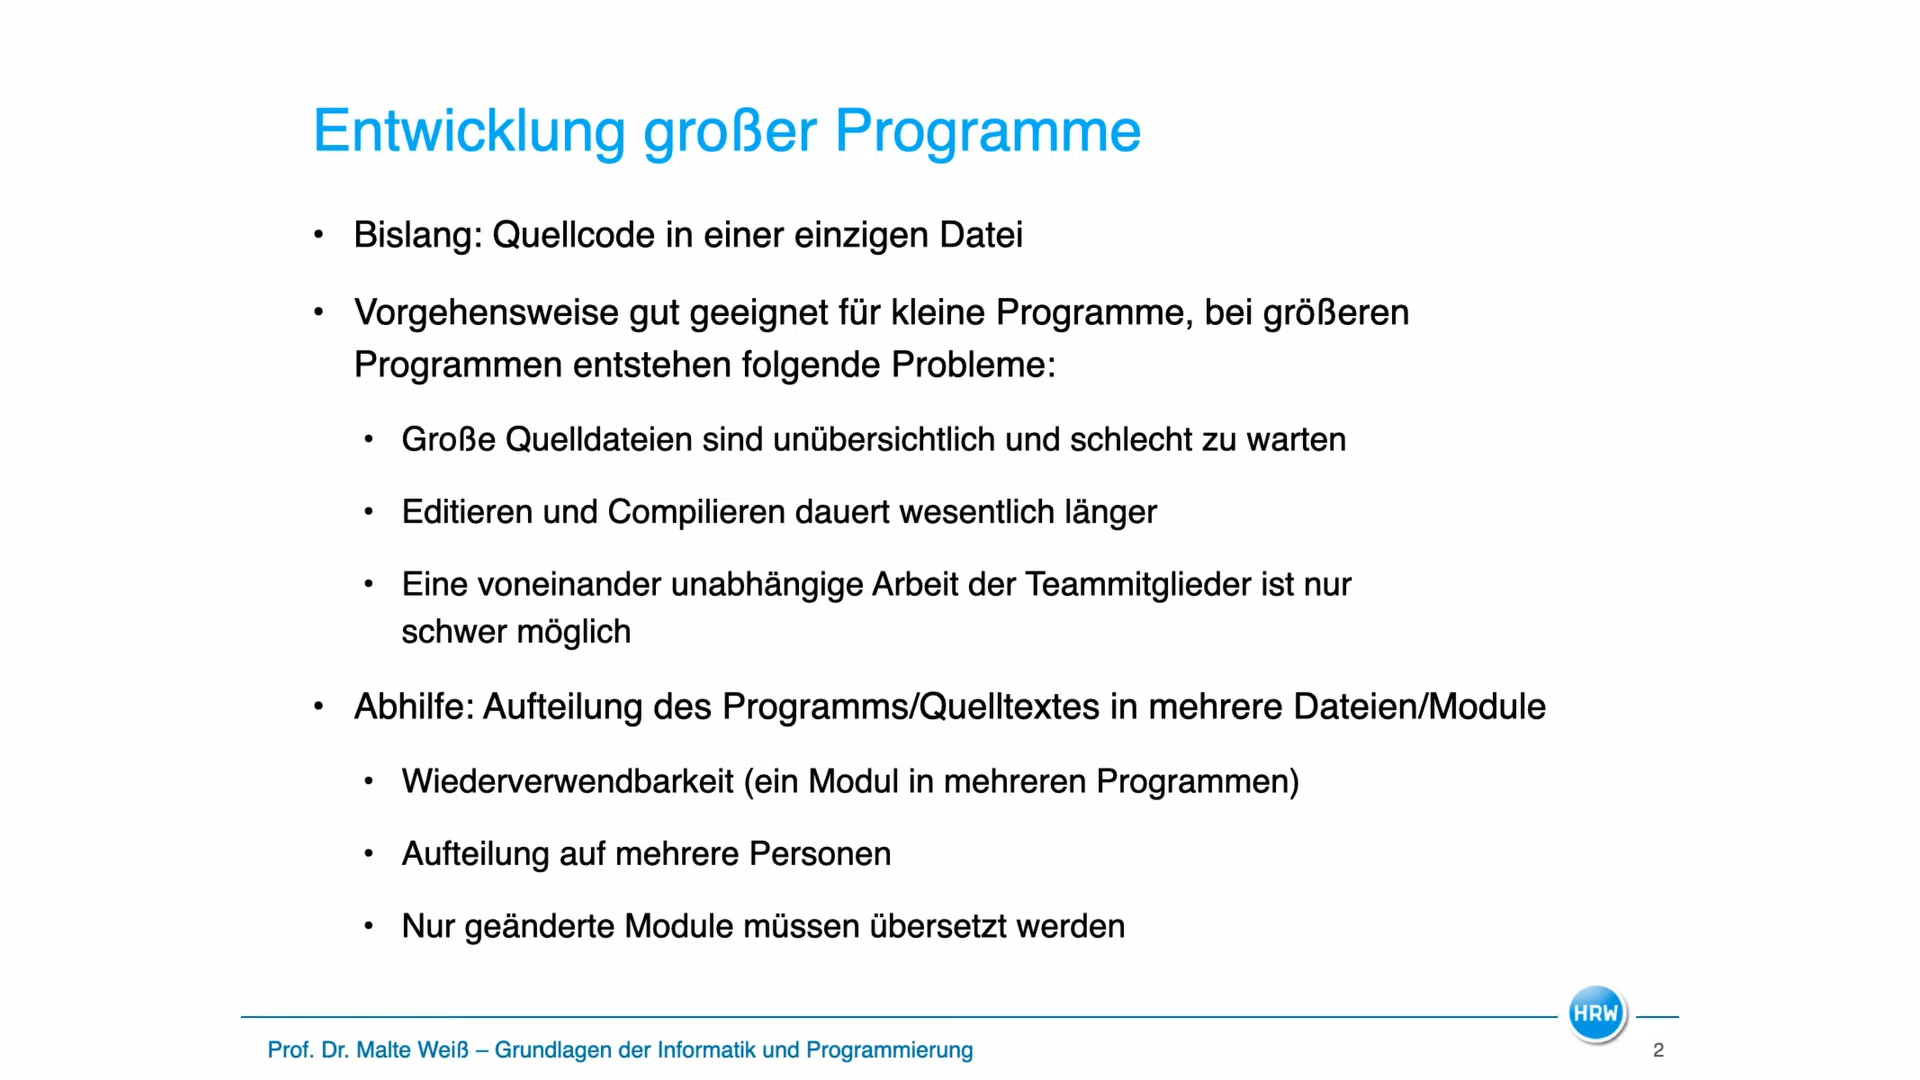 Entwicklung großer Programme
• Bislang: Quellcode in einer einzigen Datei
• Vorgehensweise gut geeignet für kleine Programme, bei größeren
Programmen entstehen folgende Probleme:
• Große Quelldateien sind unübersichtlich und schlecht zu warten
• Editieren und Compilieren dauert wesentlich länger
• Eine voneinander unabhängige Arbeit der Teammitglieder ist nur
schwer möglich
• Abhilfe: Aufteilung des Programms/Quelltextes in mehrere Dateien/Module
• Wiederverwendbarkeit (ein Modul in mehreren Programmen)
• Aufteilung auf mehrere Personen
• Nur geänderte Module müssen übersetzt werden
HRW
Prof. Dr. Malte Weiß – Grundlagen der Informatik und Programmierung
2